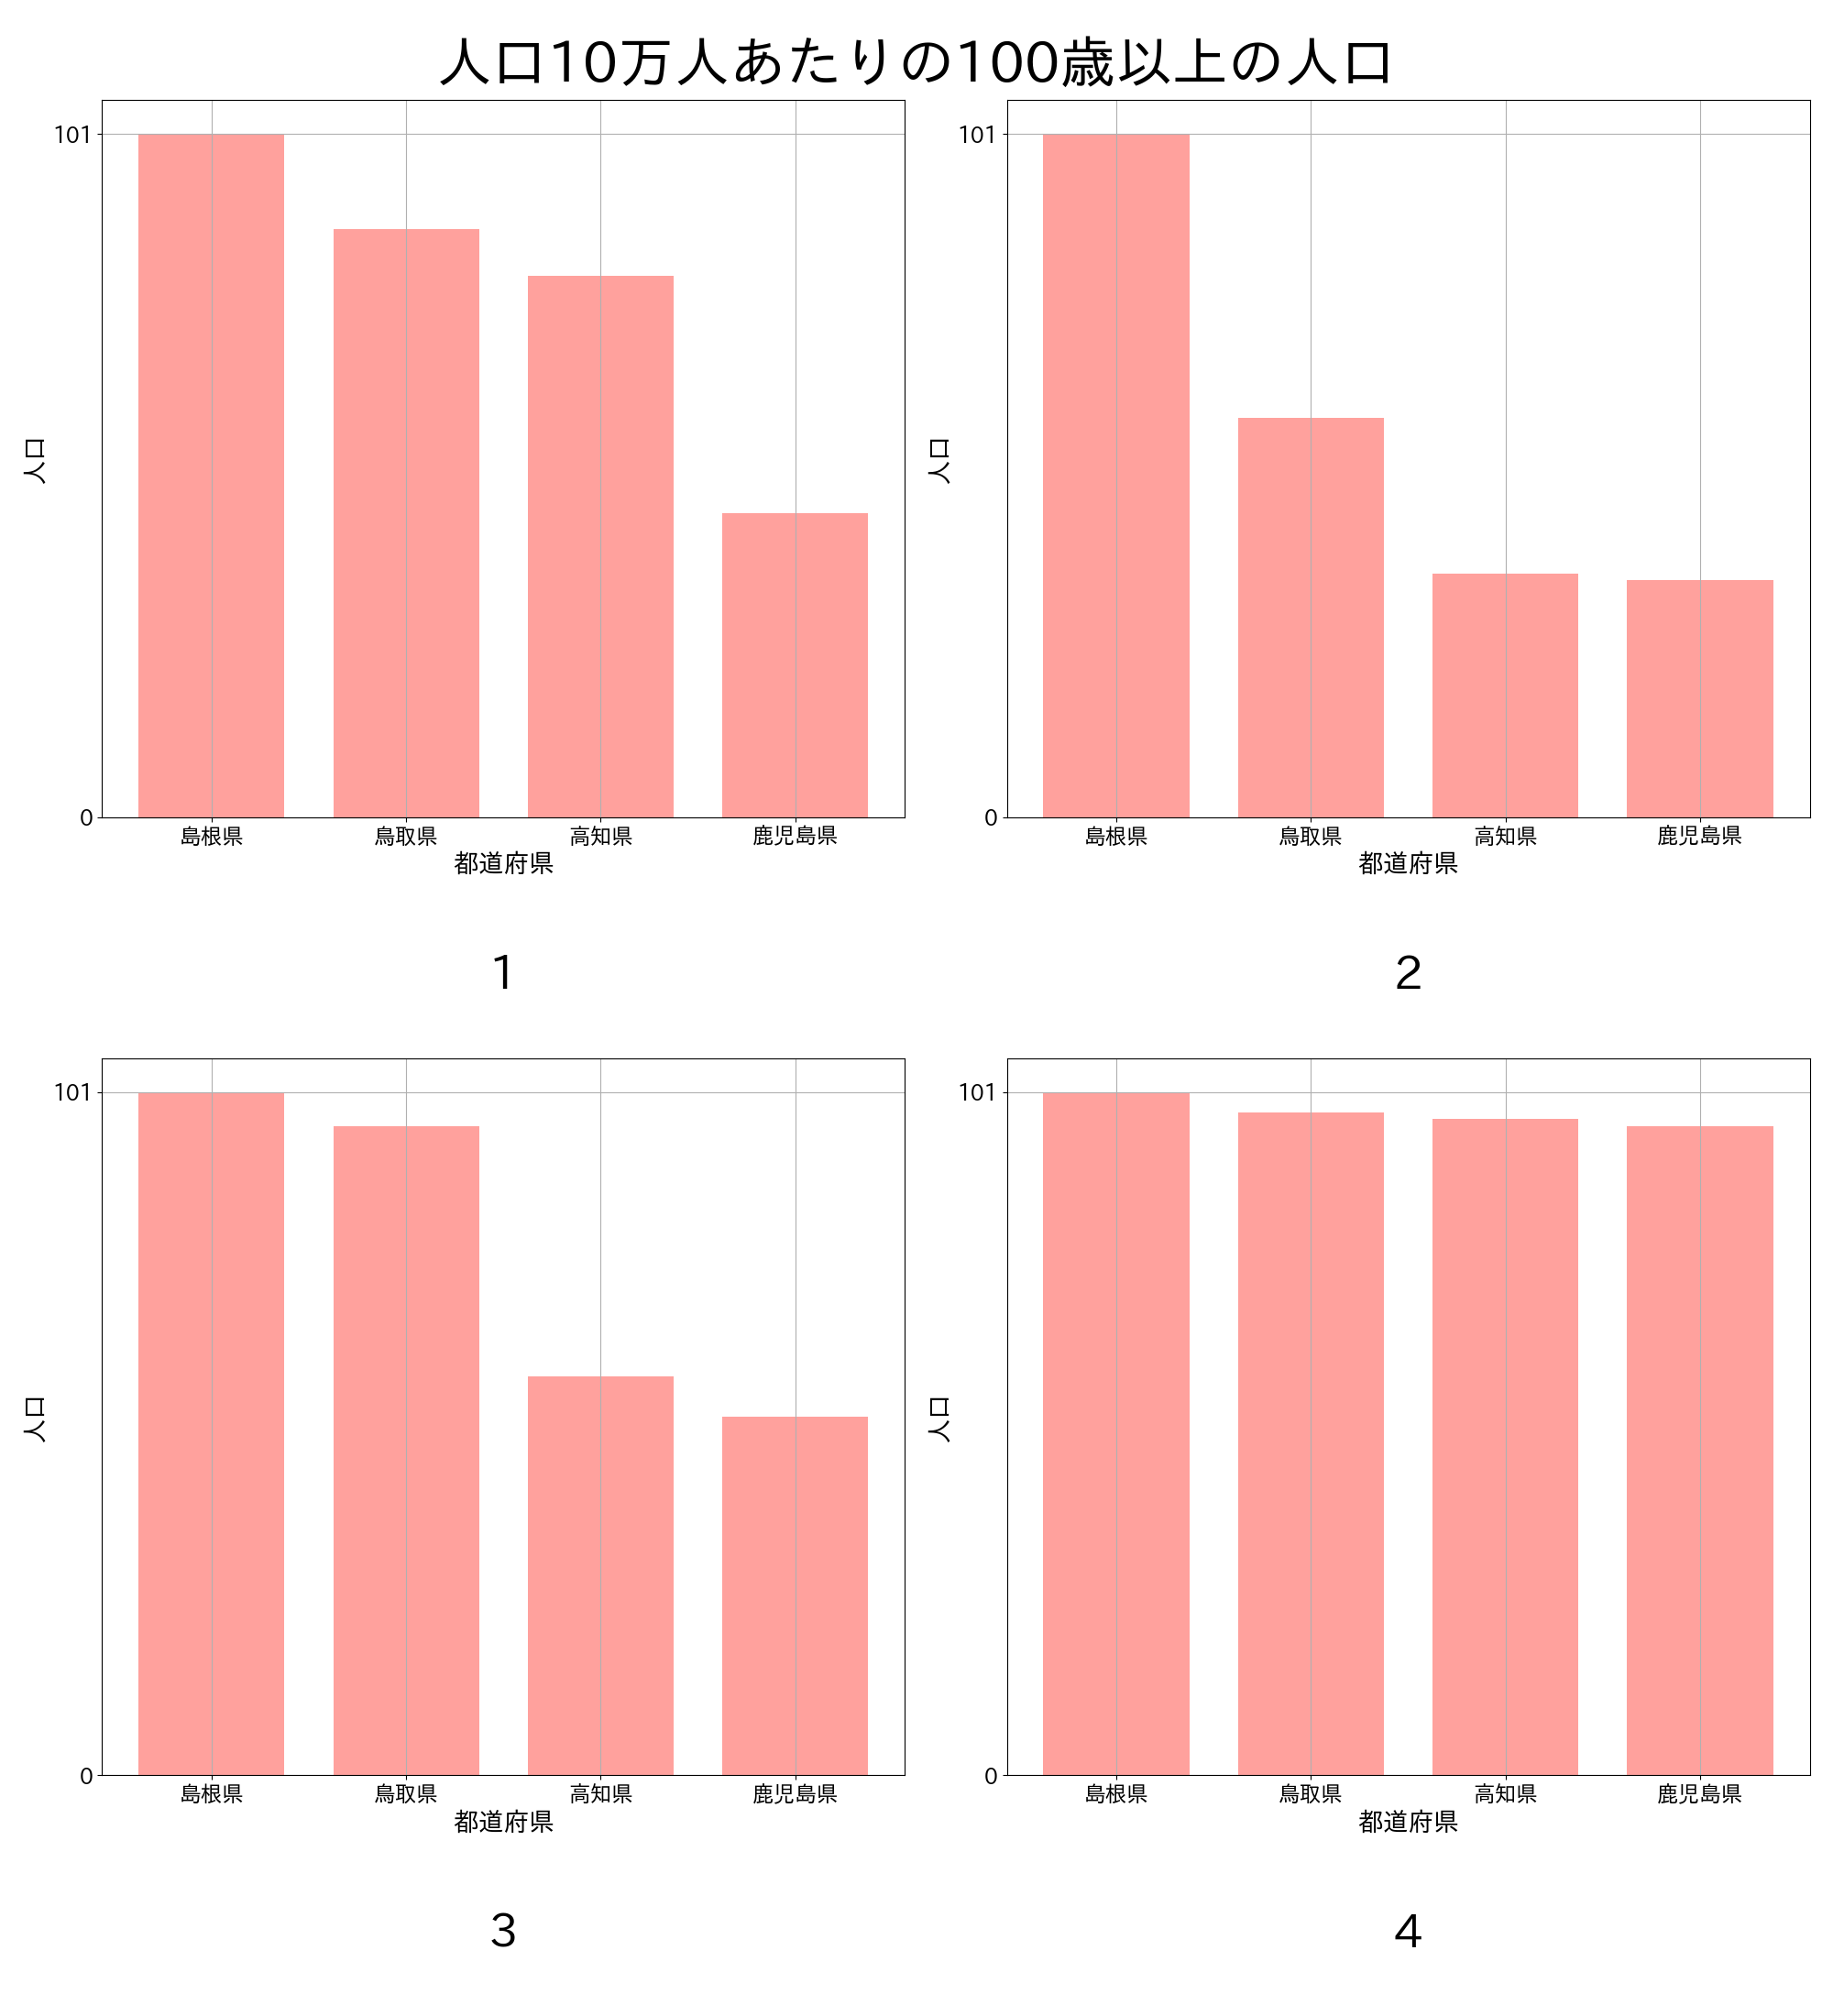 人口10万人あたりの100歳以上の人口
101
0
人口
島根県 鳥取県 高知県 鹿児島県
都道府県
1
101
0
人口
島根県 鳥取県 高知県 鹿児島県
都道府県
2
101
0
人口
島根県 鳥取県 高知県 鹿児島県
都道府県
3
101
0
人口
島根県 鳥取県 高知県 鹿児島県
都道府県
4